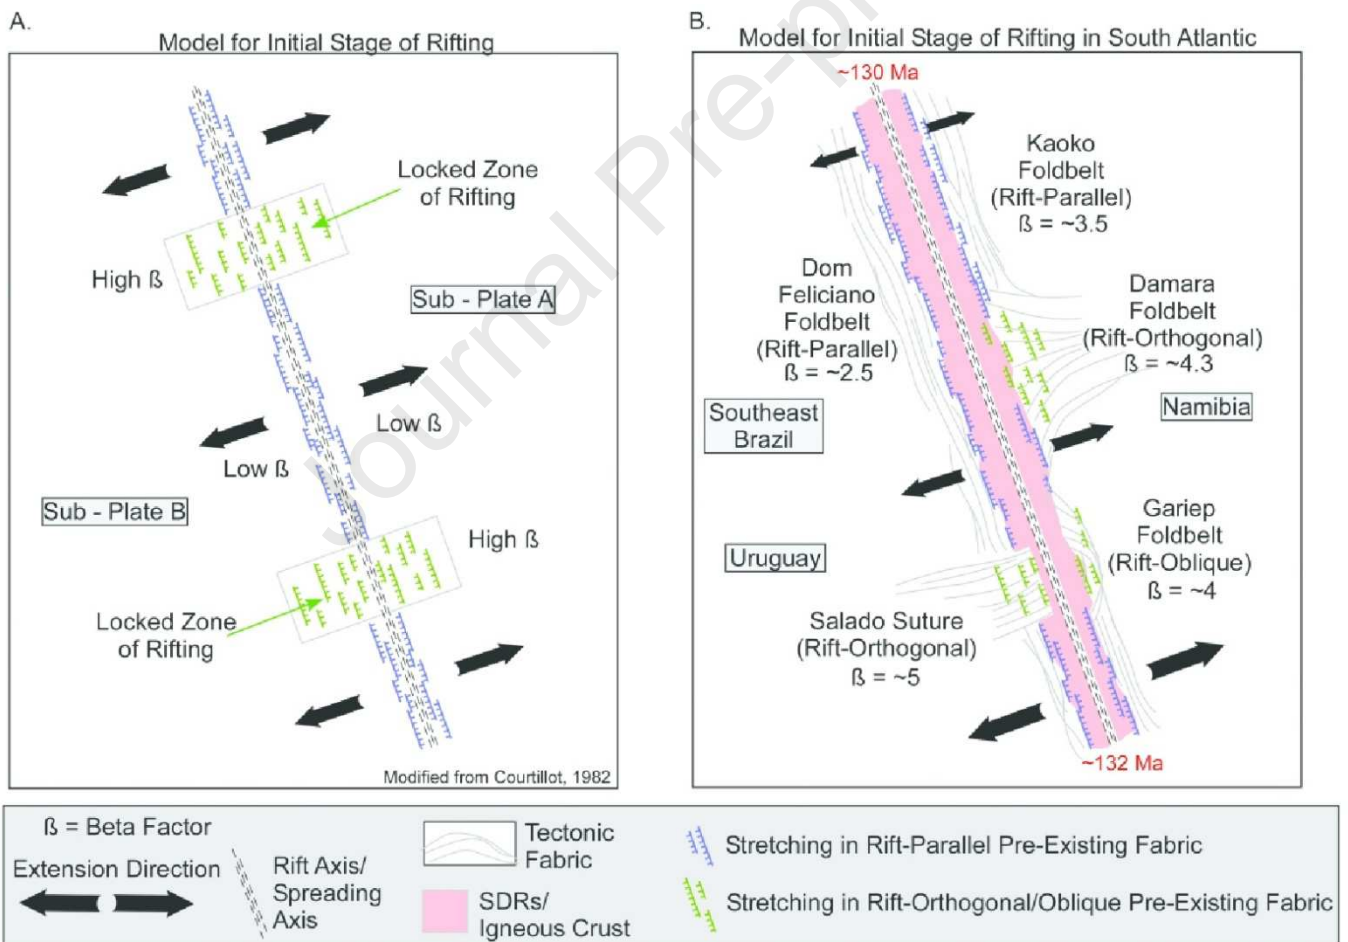 A.
Model for Initial Stage of Rifting
Locked Zone
of Rifting
High ß
Sub - Plate A
Low ß
Low ß
Sub - Plate B
High ß
Locked Zone
of Rifting
Modified from Courtillot, 1982
B.
Model for Initial Stage of Rifting in South Atlantic
~130 Ma
Kaoko
Foldbelt
(Rift-Parallel)
ß = ~3.5
Dom
Feliciano
Foldbelt
(Rift-Parallel)
ß = ~2.5
Damara
Foldbelt
(Rift-Orthogonal)
ß = ~4.3
Southeast
Brazil
Namibia
Gariep
Foldbelt
(Rift-Oblique)
ß = ~4
Uruguay
Salado Suture
(Rift-Orthogonal)
ß = ~5
~132 Ma
Journal Pre-p
ß = Beta Factor
Extension Direction
Rift Axis/
Spreading
Axis
Tectonic
Fabric
SDRs/
Igneous Crust
Stretching in Rift-Parallel Pre-Existing Fabric
Stretching in Rift-Orthogonal/Oblique Pre-Existing Fabric